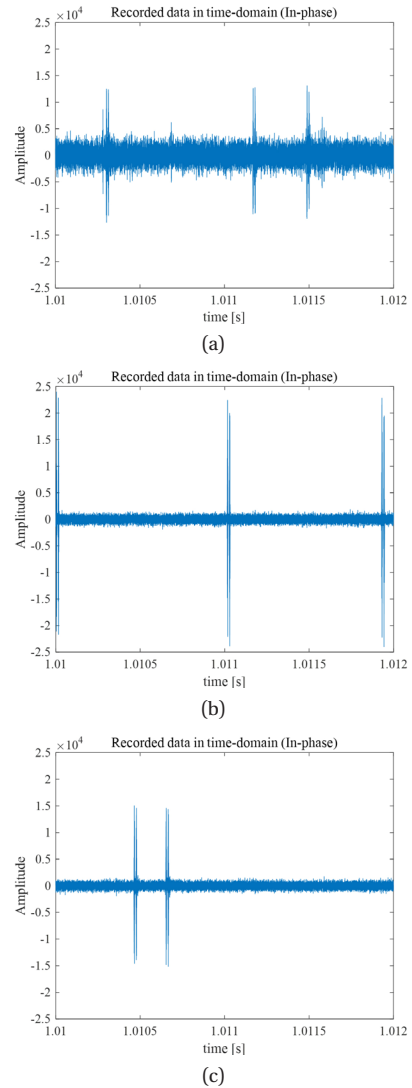 Recorded data in time-domain (In-phase)
×10⁴
2.5
2
1.5
1
0.5
0
-0.5
-1
-1.5
-2
-2.5
Amplitude
1.01 1.0105 1.011 1.0115 1.012
time [s]
(a)
Recorded data in time-domain (In-phase)
×10⁴
2.5
2
1.5
1
0.5
0
-0.5
-1
-1.5
-2
-2.5
Amplitude
1.01 1.0105 1.011 1.0115 1.012
time [s]
(b)
Recorded data in time-domain (In-phase)
×10⁴
2.5
2
1.5
1
0.5
0
-0.5
-1
-1.5
-2
-2.5
Amplitude
1.01 1.0105 1.011 1.0115 1.012
time [s]
(c)